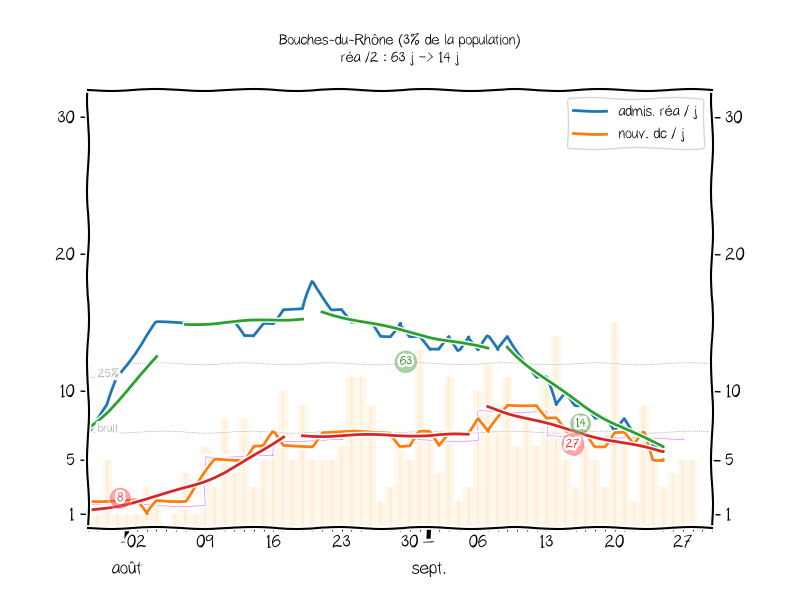 Bouches-du-Rhône (3% de la population)
réa /2 : 63 j -> 14 j
admis. réa / j
nouv. dc / j
30
30
20
20
10
10
5
5
1
1
25%
bruit
63
14
27
8
02 09 16 23 30 06 13 20 27
août sept.